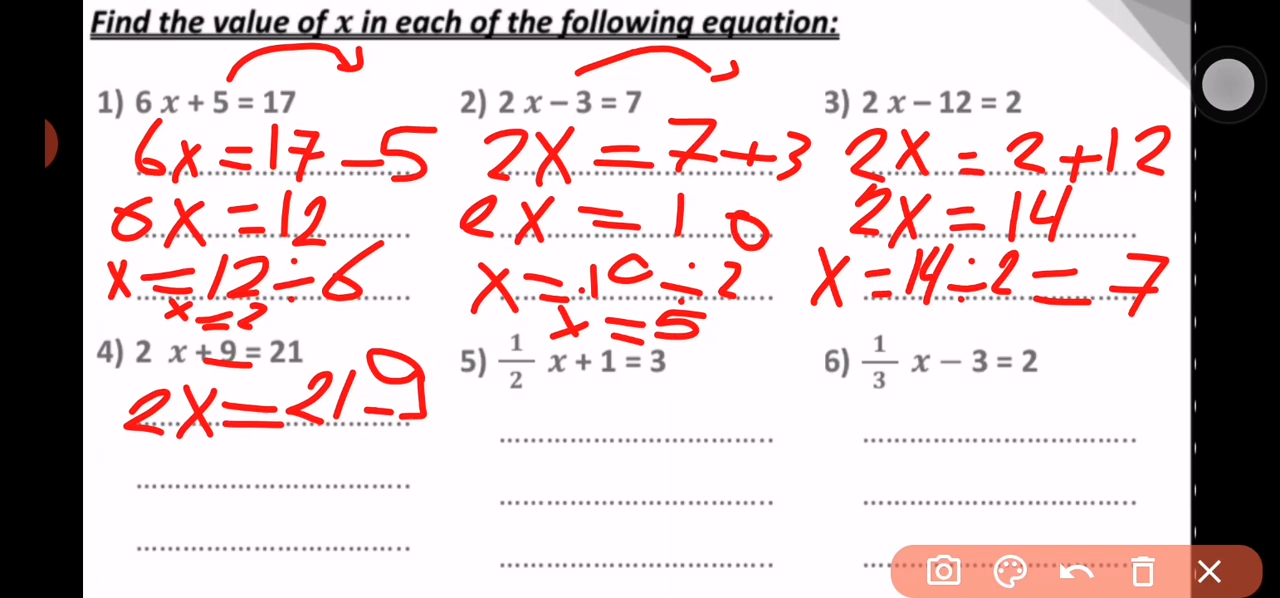 Find the value of x in each of the following equation:
1) 6 x + 5 = 17
6x = 17 - 5
6x = 12
x = 12 ÷ 6
x = 2
2) 2 x – 3 = 7
2x = 7 + 3
2x = 10
x = 10 ÷ 2
x = 5
3) 2 x – 12 = 2
2x = 2 + 12
2x = 14
x = 14 ÷ 2 = 7
4) 2 x + 9 = 21
2x = 21 - 9
5) 1/2 x + 1 = 3
6) 1/3 x – 3 = 2